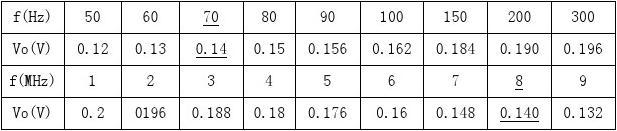 f(Hz) 50 60 70 80 90 100 150 200 300
Vo(V) 0.12 0.13 0.14 0.15 0.156 0.162 0.184 0.190 0.196
f(MHz) 1 2 3 4 5 6 7 8 9
Vo(V) 0.2 0196 0.188 0.18 0.176 0.16 0.148 0.140 0.132